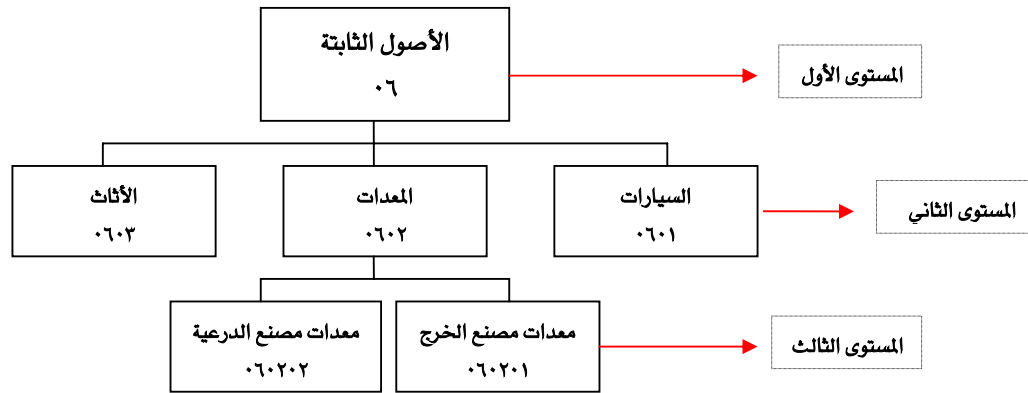 الأصول الثابتة
٠٦
المستوى الأول
السيارات
٠٦٠١
المعدات
٠٦٠٢
الأثاث
٠٦٠٣
المستوى الثاني
معدات مصنع الخرج
٠٦٠٢٠١
معدات مصنع الدرعية
٠٦٠٢٠٢
المستوى الثالث